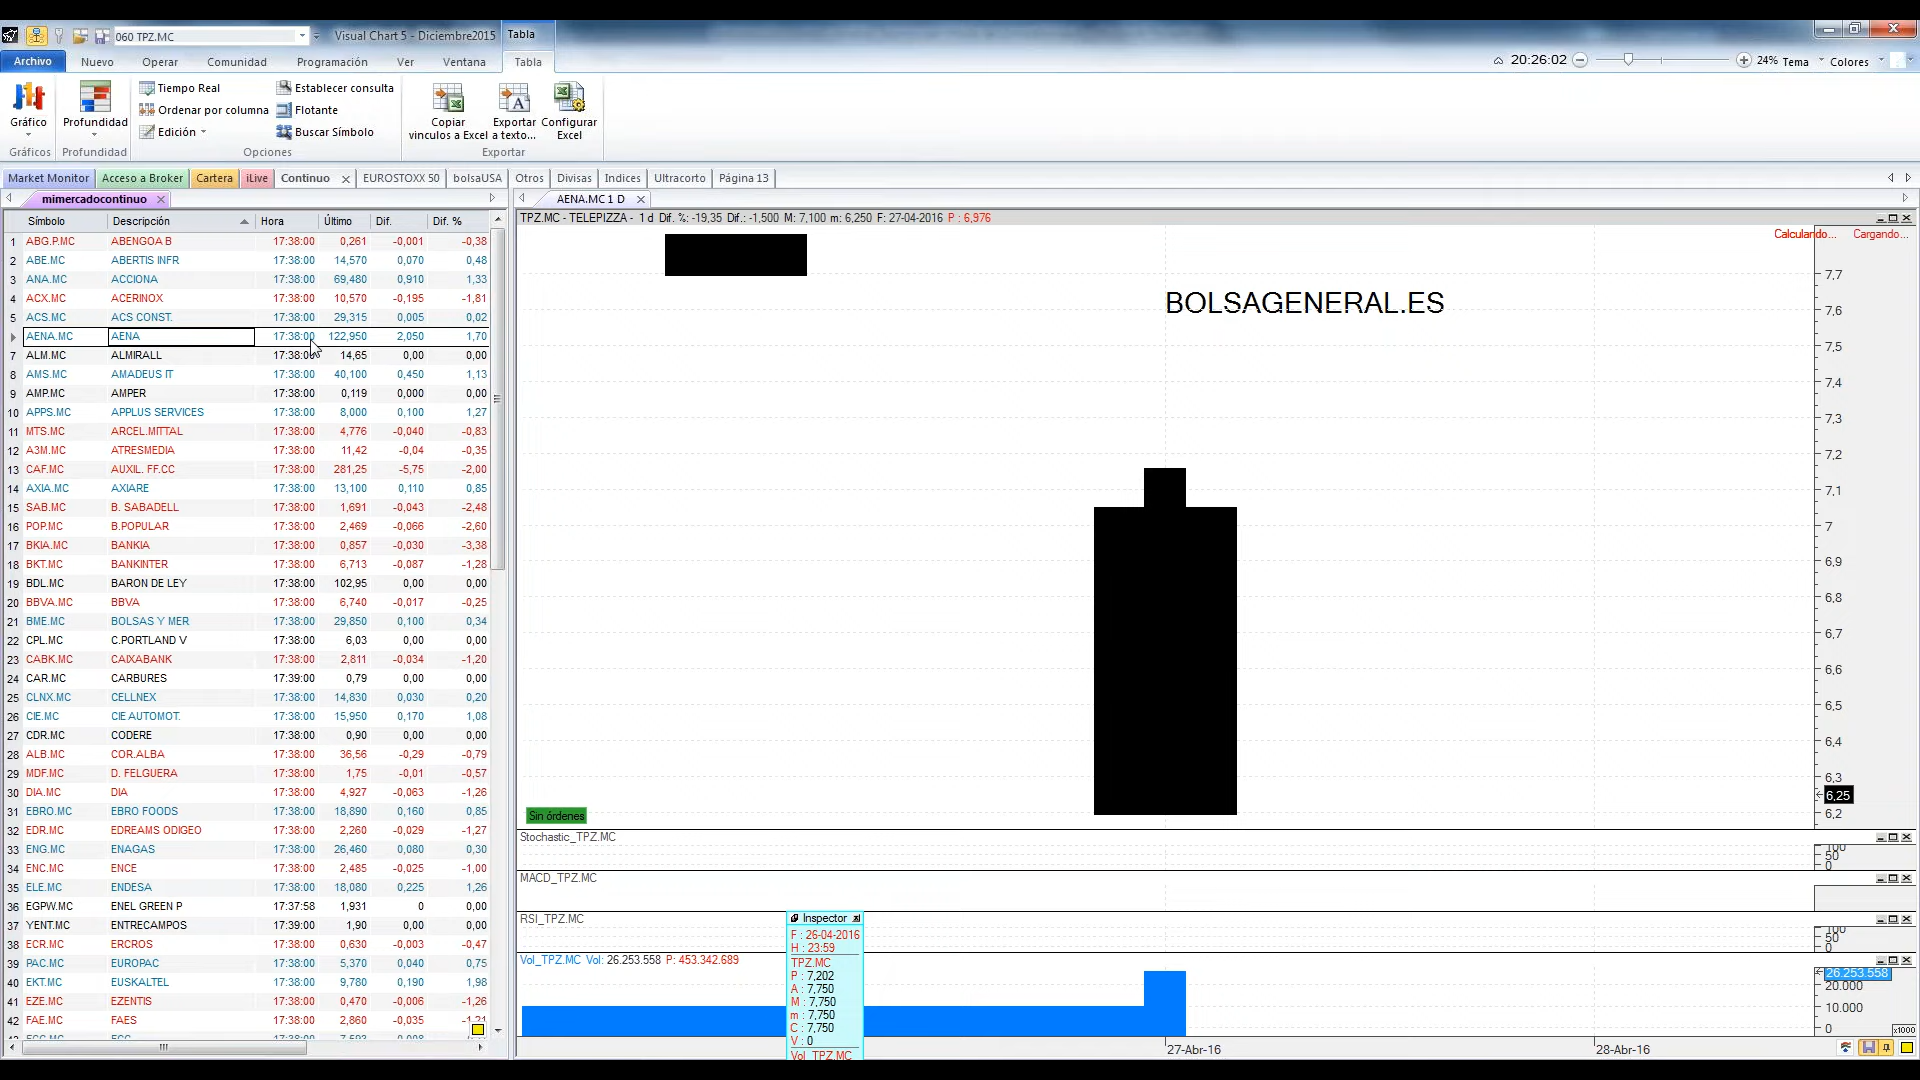 060 TPZ.MC
Visual Chart 5 - Diciembre2015
Tabla
Archivo Nuevo Operar Comunidad Programación Ver Ventana Tabla
20:26:02 24% Tema Colores
Gráfico
Gráficos
Profundidad
Profundidad
Tiempo Real
Ordenar por columna
Edición
Establecer consulta
Flotante
Buscar Símbolo
Opciones
Copiar vinculos a Excel
Exportar a texto...
Configurar Excel
Exportar
Market Monitor Acceso a Broker Cartera iLive Contínuo EUROSTOXX 50 bolsaUSA Otros Divisas Indices Ultracorto Página 13
mimercadocontinuo
Símbolo Descripción Hora Último Dif. Dif. %
1 ABG.P.MC ABENGOA B 17:38:00 0,261 -0,001 -0,38
2 ABE.MC ABERTIS INFR 17:38:00 14,570 0,070 0,48
3 ANA.MC ACCIONA 17:38:00 69,480 0,910 1,33
4 ACX.MC ACERINOX 17:38:00 10,570 -0,195 -1,81
5 ACS.MC ACS CONST. 17:38:00 29,315 0,005 0,02
AENA.MC AENA 17:38:00 122,950 2,050 1,70
7 ALM.MC ALMIRALL 17:38:00 14,65 0,00 0,00
8 AMS.MC AMADEUS IT 17:38:00 40,100 0,450 1,13
9 AMP.MC AMPER 17:38:00 0,119 0,000 0,00
10 APPS.MC APPLUS SERVICES 17:38:00 8,000 0,100 1,27
11 MTS.MC ARCEL.MITTAL 17:38:00 4,776 -0,040 -0,83
12 A3M.MC ATRESMEDIA 17:38:00 11,42 -0,04 -0,35
13 CAF.MC AUXIL. FF.CC 17:38:00 281,25 -5,75 -2,00
14 AXIA.MC AXIARE 17:38:00 13,100 0,110 0,85
15 SAB.MC B. SABADELL 17:38:00 1,691 -0,043 -2,48
16 POP.MC B.POPULAR 17:38:00 2,469 -0,066 -2,60
17 BKIA.MC BANKIA 17:38:00 0,857 -0,030 -3,38
18 BKT.MC BANKINTER 17:38:00 6,713 -0,087 -1,28
19 BDL.MC BARON DE LEY 17:38:00 102,95 0,00 0,00
20 BBVA.MC BBVA 17:38:00 6,740 -0,017 -0,25
21 BME.MC BOLSAS Y MER 17:38:00 29,850 0,100 0,34
22 CPL.MC C.PORTLAND V 17:38:00 6,03 0,00 0,00
23 CABK.MC CAIXABANK 17:38:00 2,811 -0,034 -1,20
24 CAR.MC CARBURES 17:39:00 0,79 0,00 0,00
25 CLNX.MC CELLNEX 17:38:00 14,830 0,030 0,20
26 CIE.MC CIE AUTOMOT. 17:38:00 15,950 0,170 1,08
27 CDR.MC CODERE 17:38:00 0,90 0,00 0,00
28 ALB.MC COR.ALBA 17:38:00 36,56 -0,29 -0,79
29 MDF.MC D. FELGUERA 17:38:00 1,75 -0,01 -0,57
30 DIA.MC DIA 17:38:00 4,927 -0,063 -1,26
31 EBRO.MC EBRO FOODS 17:38:00 18,890 0,160 0,85
32 EDR.MC EDREAMS ODIGEO 17:38:00 2,260 -0,029 -1,27
33 ENG.MC ENAGAS 17:38:00 26,460 0,080 0,30
34 ENC.MC ENCE 17:38:00 2,485 -0,025 -1,00
35 ELE.MC ENDESA 17:38:00 18,080 0,225 1,26
36 EGPW.MC ENEL GREEN P 17:37:58 1,931 0 0,00
37 YENT.MC ENTRECAMPOS 17:39:00 1,90 0,00 0,00
38 ECR.MC ERCROS 17:38:00 0,630 -0,003 -0,47
39 PAC.MC EUROPAC 17:38:00 5,370 0,040 0,75
40 EKT.MC EUSKALTEL 17:38:00 9,780 0,190 1,98
41 EZE.MC EZENTIS 17:38:00 0,470 -0,006 -1,26
42 FAE.MC FAES 17:38:00 2,860 -0,035 -1,21
AENA.MC 1 D
TPZ.MC - TELEPIZZA - 1 d Dif. %: -19,35 Dif.: -1,500 M: 7,100 m: 6,250 F: 27-04-2016 P : 6,976
Calculando... Cargando...
BOLSAGENERAL.ES
7,7
7,6
7,5
7,4
7,3
7,2
7,1
7
6,9
6,8
6,7
6,6
6,5
6,4
6,3
6,25
6,2
Sin órdenes
Stochastic_TPZ.MC
100
50
0
MACD_TPZ.MC
RSI_TPZ.MC
100
50
0
Vol_TPZ.MC Vol: 26.253.558 P: 453.342.689
26.253.558
20.000
10.000
0
x1000
Inspector
F : 26-04-2016
H : 23:59
TPZ.MC
P : 7,202
A : 7,750
M : 7,750
m : 7,750
C : 7,750
V : 0
Vol_TPZ.MC
27-Abr-16 28-Abr-16